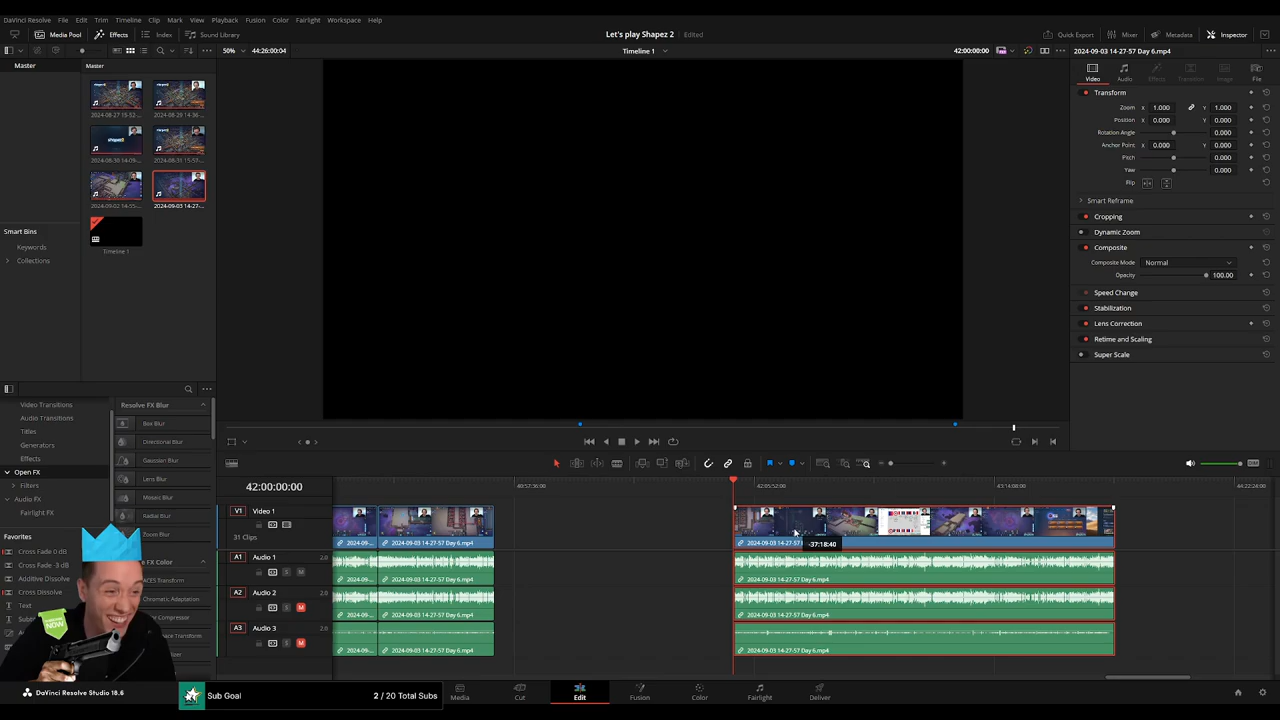 DaVinci Resolve File Edit Trim Timeline Clip Mark View Playback Fusion Color Fairlight Workspace Help
Media Pool Effects Index Sound Library Let's play Shapez 2 Edited Quick Export Mixer Metadata Inspector
50% 44:26:00:04 Timeline 1 42:00:00:00 2024-09-03 14-27-57 Day 6.mp4
Master Master
Video Audio Effects Transition Image File
Transform
Zoom X 1.000 Y 1.000
Position X 0.000 Y 0.000
Rotation Angle 0.000
Anchor Point X 0.000 Y 0.000
Pitch 0.000
Yaw 0.000
Flip
Smart Reframe
Cropping
Dynamic Zoom
Composite
Composite Mode Normal
Opacity 100.00
Speed Change
Stabilization
Lens Correction
Retime and Scaling
Super Scale
2024-08-27 15-52-... 2024-08-29 14-36-...
shapez2
2024-08-30 14-09-... 2024-08-31 15-57-...
2024-09-02 14-55-... 2024-09-03 14-27-...
Timeline 1
Smart Bins
Keywords
Collections
Video Transitions
Audio Transitions
Titles
Generators
Effects
Open FX
Filters
Audio FX
Fairlight FX
Favorites
Cross Fade 0 dB
Cross Fade -3 dB
Additive Dissolve
Cross Dissolve
Text
Resolve FX Blur
Box Blur
Directional Blur
Gaussian Blur
Lens Blur
Mosaic Blur
Radial Blur
Zoom Blur
FX Color
ACES Transform
Chromatic Adaptation
Compressor
Transform
DIM
42:00:00:00 40:57:36:00 42:05:52:00 43:14:08:00 44:22:24:00
V1 Video 1
31 Clips
2024-09-... 2024-09-03 14-27-57 Day 6.mp4 2024-09-03 14-27-57 -37:18:40
A1 Audio 1 2.0
S M
2024-09-... 2024-09-03 14-27-57 Day 6.mp4 2024-09-03 14-27-57 Day 6.mp4
A2 Audio 2 2.0
S M
2024-09-... 2024-09-03 14-27-57 Day 6.mp4 2024-09-03 14-27-57 Day 6.mp4
A3 Audio 3 2.0
S M
2024-09-... 2024-09-03 14-27-57 Day 6.mp4 2024-09-03 14-27-57 Day 6.mp4
SUBSCRIBE
NOW
DaVinci Resolve Studio 18.6
Sub Goal 2 / 20 Total Subs
Media Cut Edit Fusion Color Fairlight Deliver